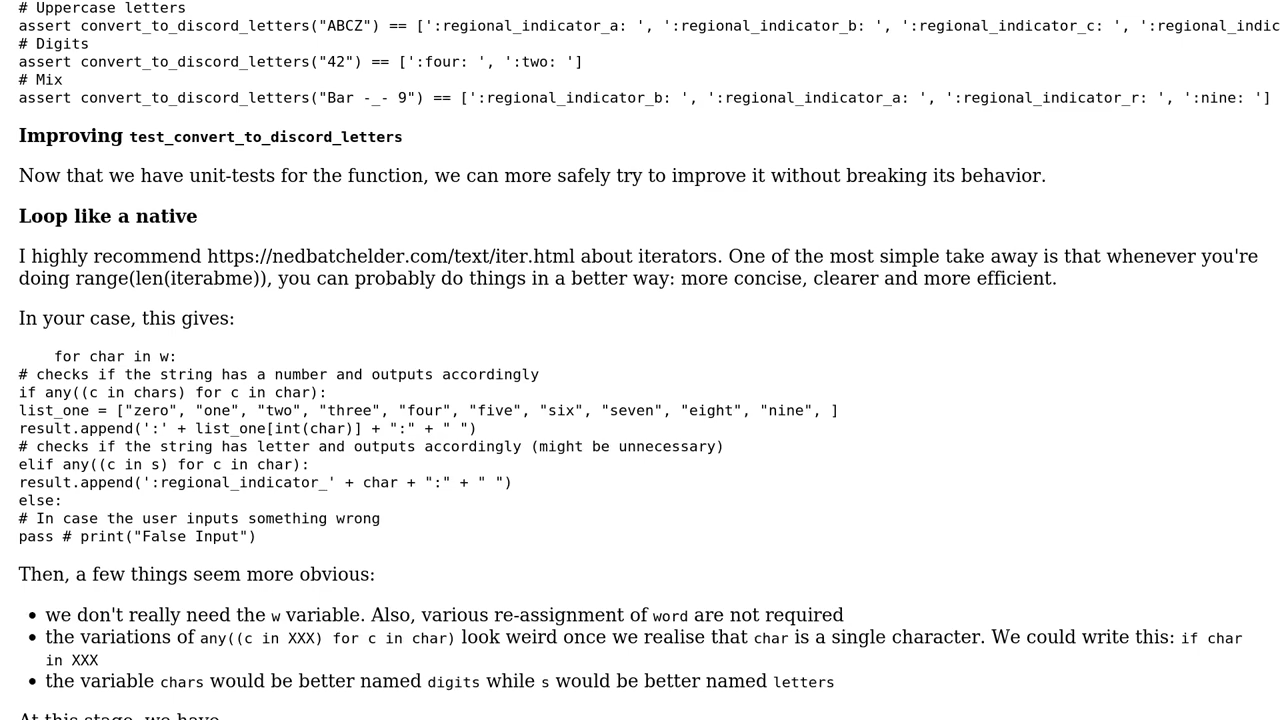 # Uppercase letters
assert convert_to_discord_letters("ABCZ") == [':regional_indicator_a: ', ':regional_indicator_b: ', ':regional_indicator_c: ', ':regional_indic
# Digits
assert convert_to_discord_letters("42") == [':four: ', ':two: ']
# Mix
assert convert_to_discord_letters("Bar -_- 9") == [':regional_indicator_b: ', ':regional_indicator_a: ', ':regional_indicator_r: ', ':nine: ']
Improving test_convert_to_discord_letters
Now that we have unit-tests for the function, we can more safely try to improve it without breaking its behavior.
Loop like a native
I highly recommend https://nedbatchelder.com/text/iter.html about iterators. One of the most simple take away is that whenever you're
doing range(len(iterabme)), you can probably do things in a better way: more concise, clearer and more efficient.
In your case, this gives:
for char in w:
# checks if the string has a number and outputs accordingly
if any((c in chars) for c in char):
list_one = ["zero", "one", "two", "three", "four", "five", "six", "seven", "eight", "nine", ]
result.append(':' + list_one[int(char)] + ":" + " ")
# checks if the string has letter and outputs accordingly (might be unnecessary)
elif any((c in s) for c in char):
result.append(':regional_indicator_' + char + ":" + " ")
else:
# In case the user inputs something wrong
pass # print("False Input")
Then, a few things seem more obvious:
• we don't really need the w variable. Also, various re-assignment of word are not required
• the variations of any((c in XXX) for c in char) look weird once we realise that char is a single character. We could write this: if char
in XXX
• the variable chars would be better named digits while s would be better named letters
At this stage, we have